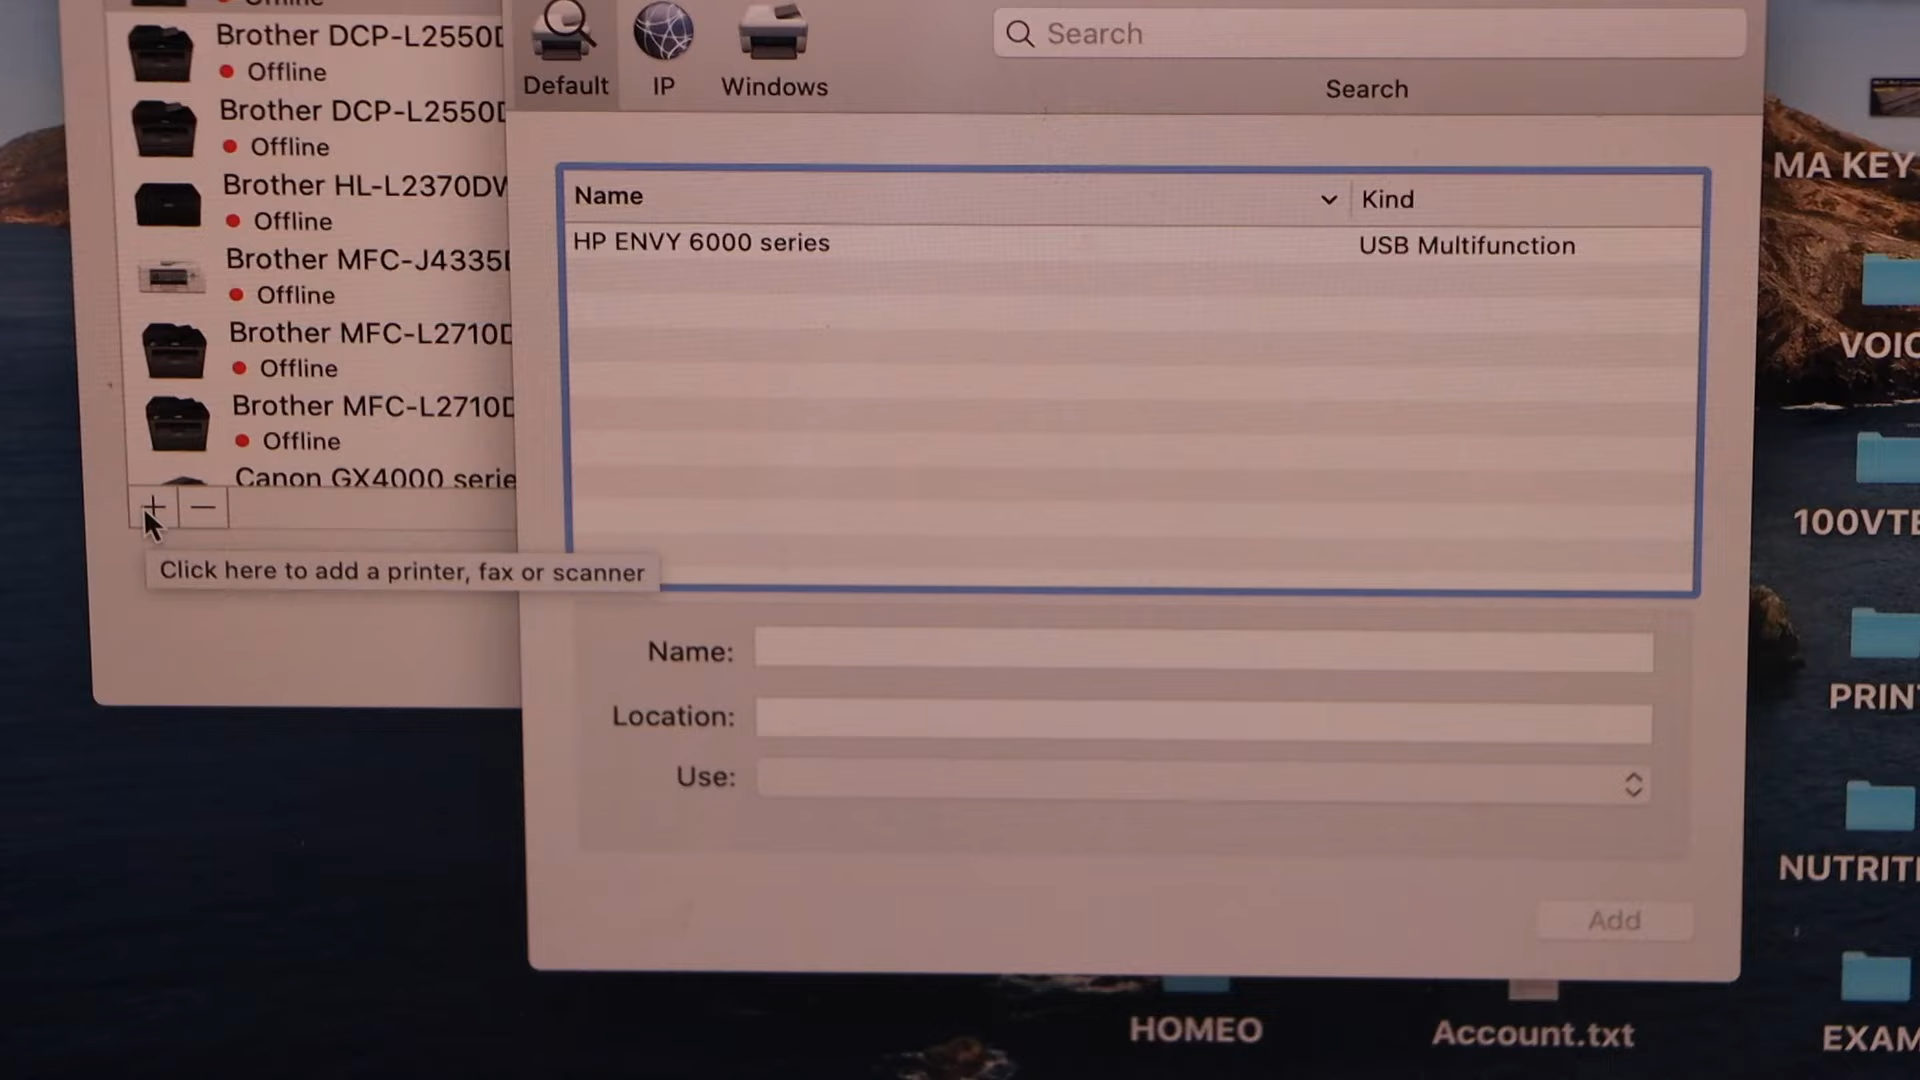 Offline
Brother DCP-L2550D
Offline
Brother DCP-L2550D
Offline
Brother HL-L2370DW
Offline
Brother MFC-J4335
Offline
Brother MFC-L2710D
Offline
Brother MFC-L2710D
Offline
Canon GX4000 serie
Click here to add a printer, fax or scanner
Default
IP
Windows
Search
Search
Name
Kind
HP ENVY 6000 series
USB Multifunction
Name:
Location:
Use:
Add
MA KEY
VOIC
100VTE
PRIN
NUTRIT
EXAM
HOMEO
Account.txt